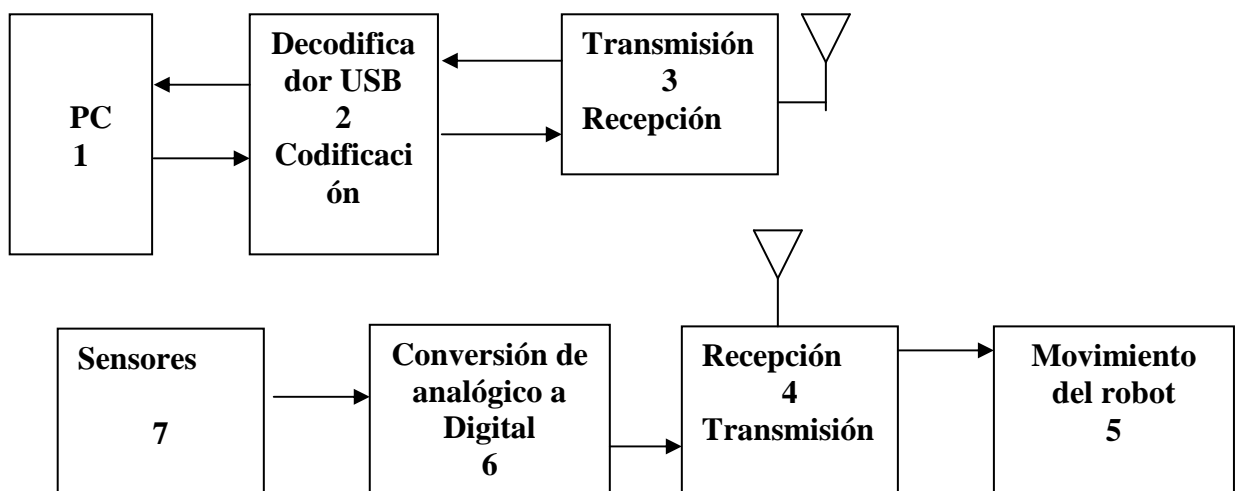 PC
1
Decodifica
dor USB
2
Codificaci
ón
Transmisión
3
Recepción
Sensores
7
Conversión de
analógico a
Digital
6
Recepción
4
Transmisión
Movimiento
del robot
5